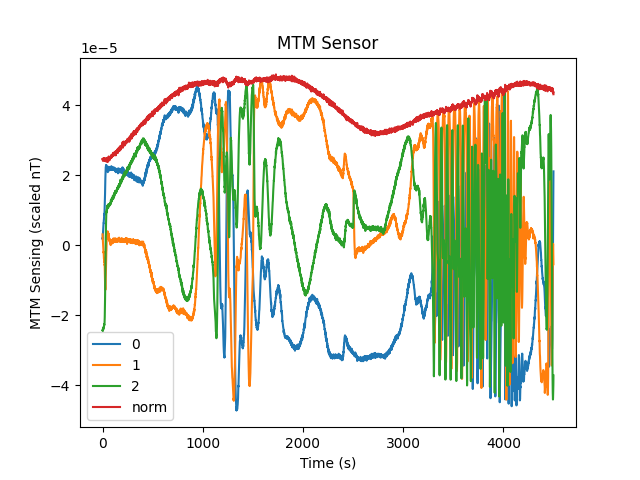 MTM Sensor
1e−5
4
2
0
−2
−4
MTM Sensing (scaled nT)
0
1
2
norm
0
1000
2000
3000
4000
Time (s)